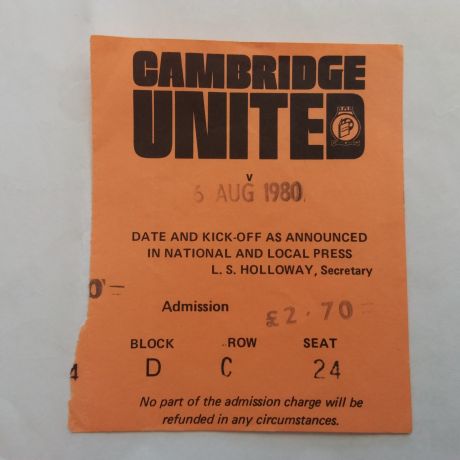 CAMBRIDGE
UNITED
v
6 AUG 1980
DATE AND KICK-OFF AS ANNOUNCED
IN NATIONAL AND LOCAL PRESS
L. S. HOLLOWAY, Secretary
Admission £2.70
BLOCK ROW SEAT
4 D C 24
No part of the admission charge will be
refunded in any circumstances.